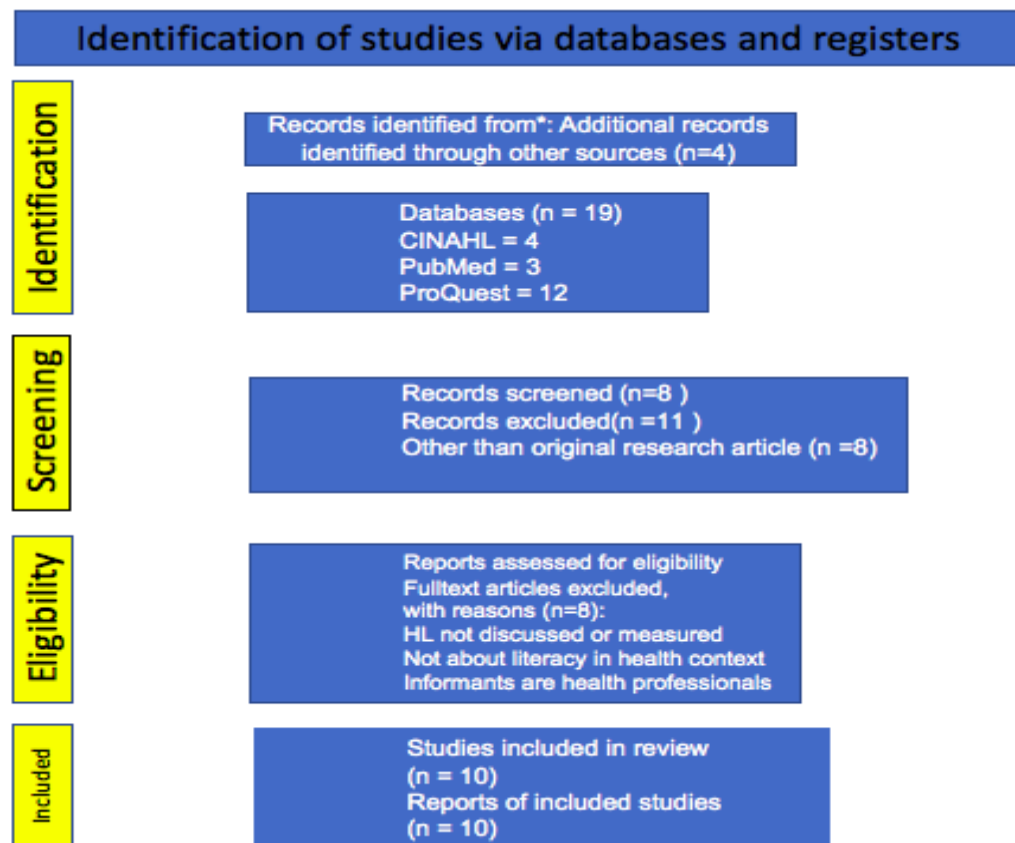 Identification of studies via databases and registers
Identification
Records identified from*: Additional records
identified through other sources (n=4)
Databases (n = 19)
CINAHL = 4
PubMed = 3
ProQuest = 12
Screening
Records screened (n=8 )
Records excluded(n =11 )
Other than original research article (n =8)
Eligibility
Reports assessed for eligibility
Fulltext articles excluded,
with reasons (n=8):
HL not discussed or measured
Not about literacy in health context
Informants are health professionals
Included
Studies included in review
(n = 10)
Reports of included studies
(n = 10)